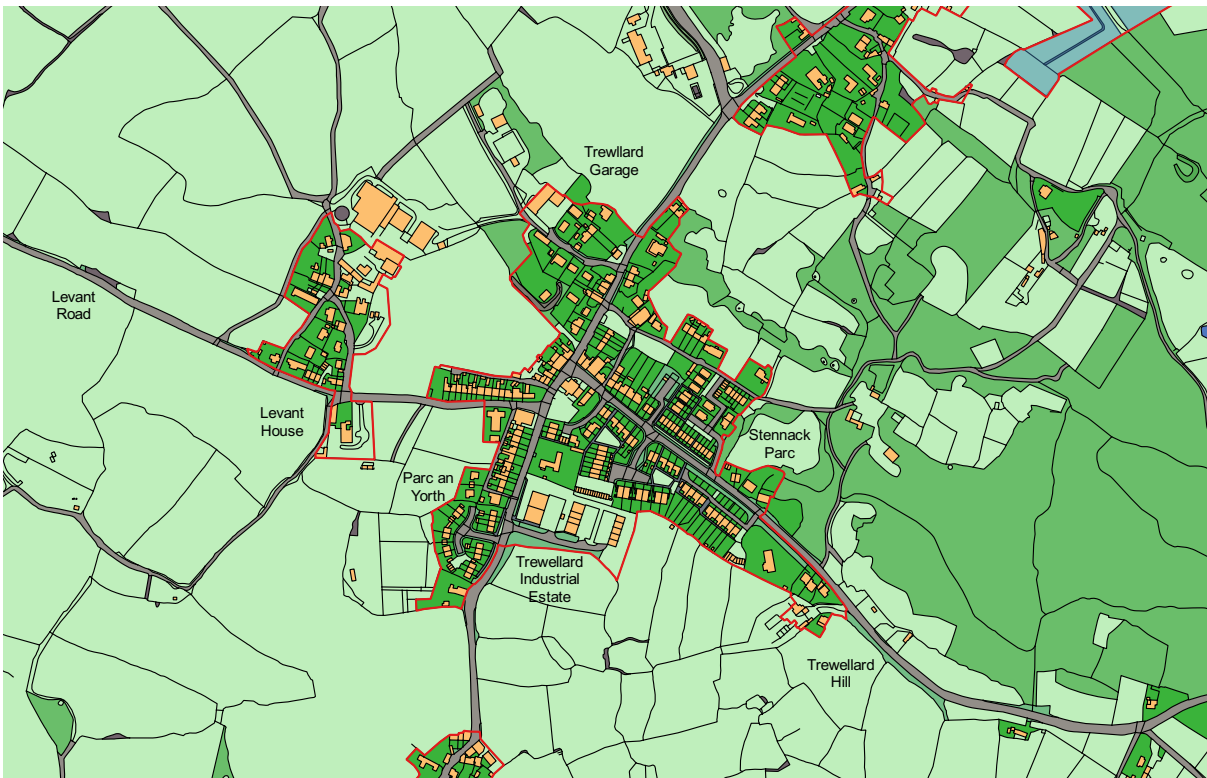 Trewllard
Garage
Levant
Road
Levant
House
Stennack
Parc
Parc an
Yorth
Trewellard
Industrial
Estate
Trewellard
Hill